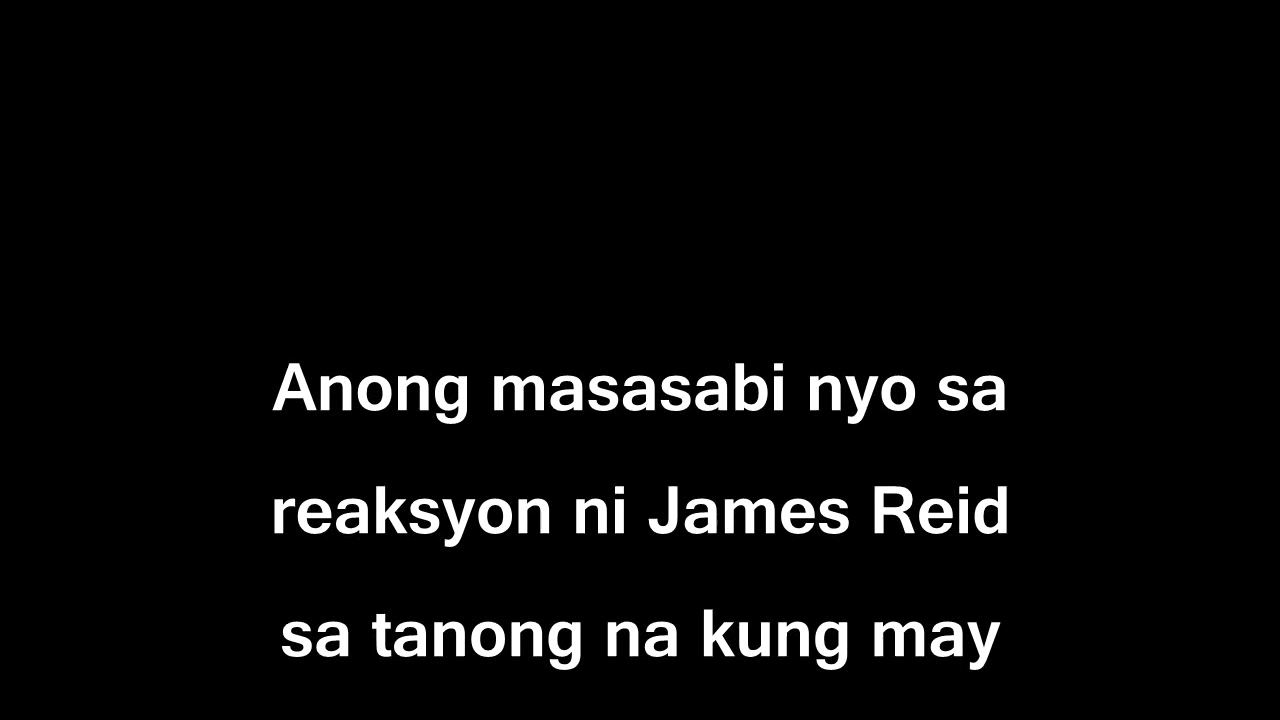 Anong masasabi nyo sa
reaksyon ni James Reid
sa tanong na kung may